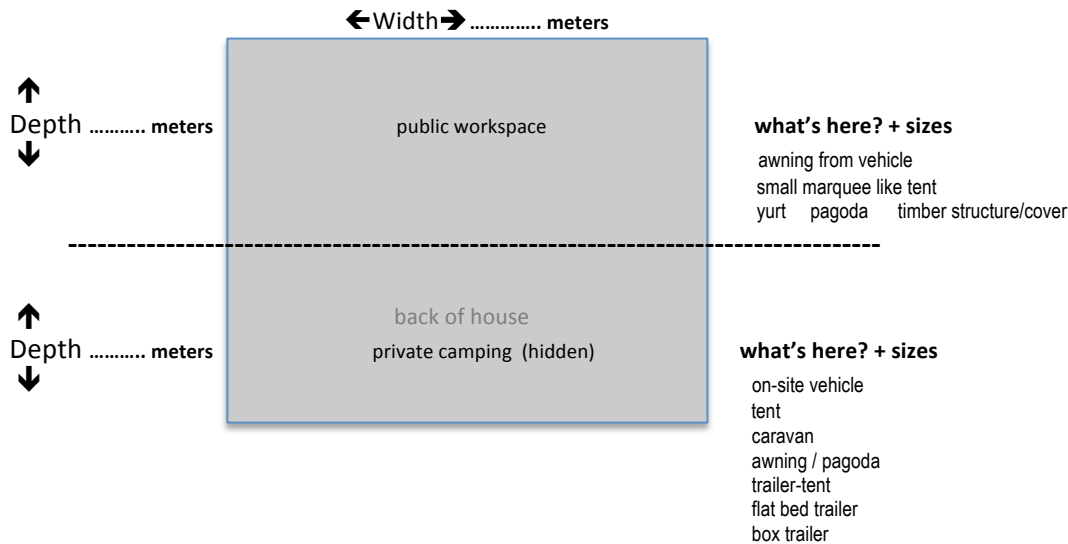 🡸Width🡺 ………….. meters
🡹
Depth ……….. meters
🡻
public workspace
what’s here? + sizes
awning from vehicle
small marquee like tent
yurt pagoda timber structure/cover
back of house
🡹
Depth ……….. meters
🡻
private camping (hidden)
what’s here? + sizes
on-site vehicle
tent
caravan
awning / pagoda
trailer-tent
flat bed trailer
box trailer